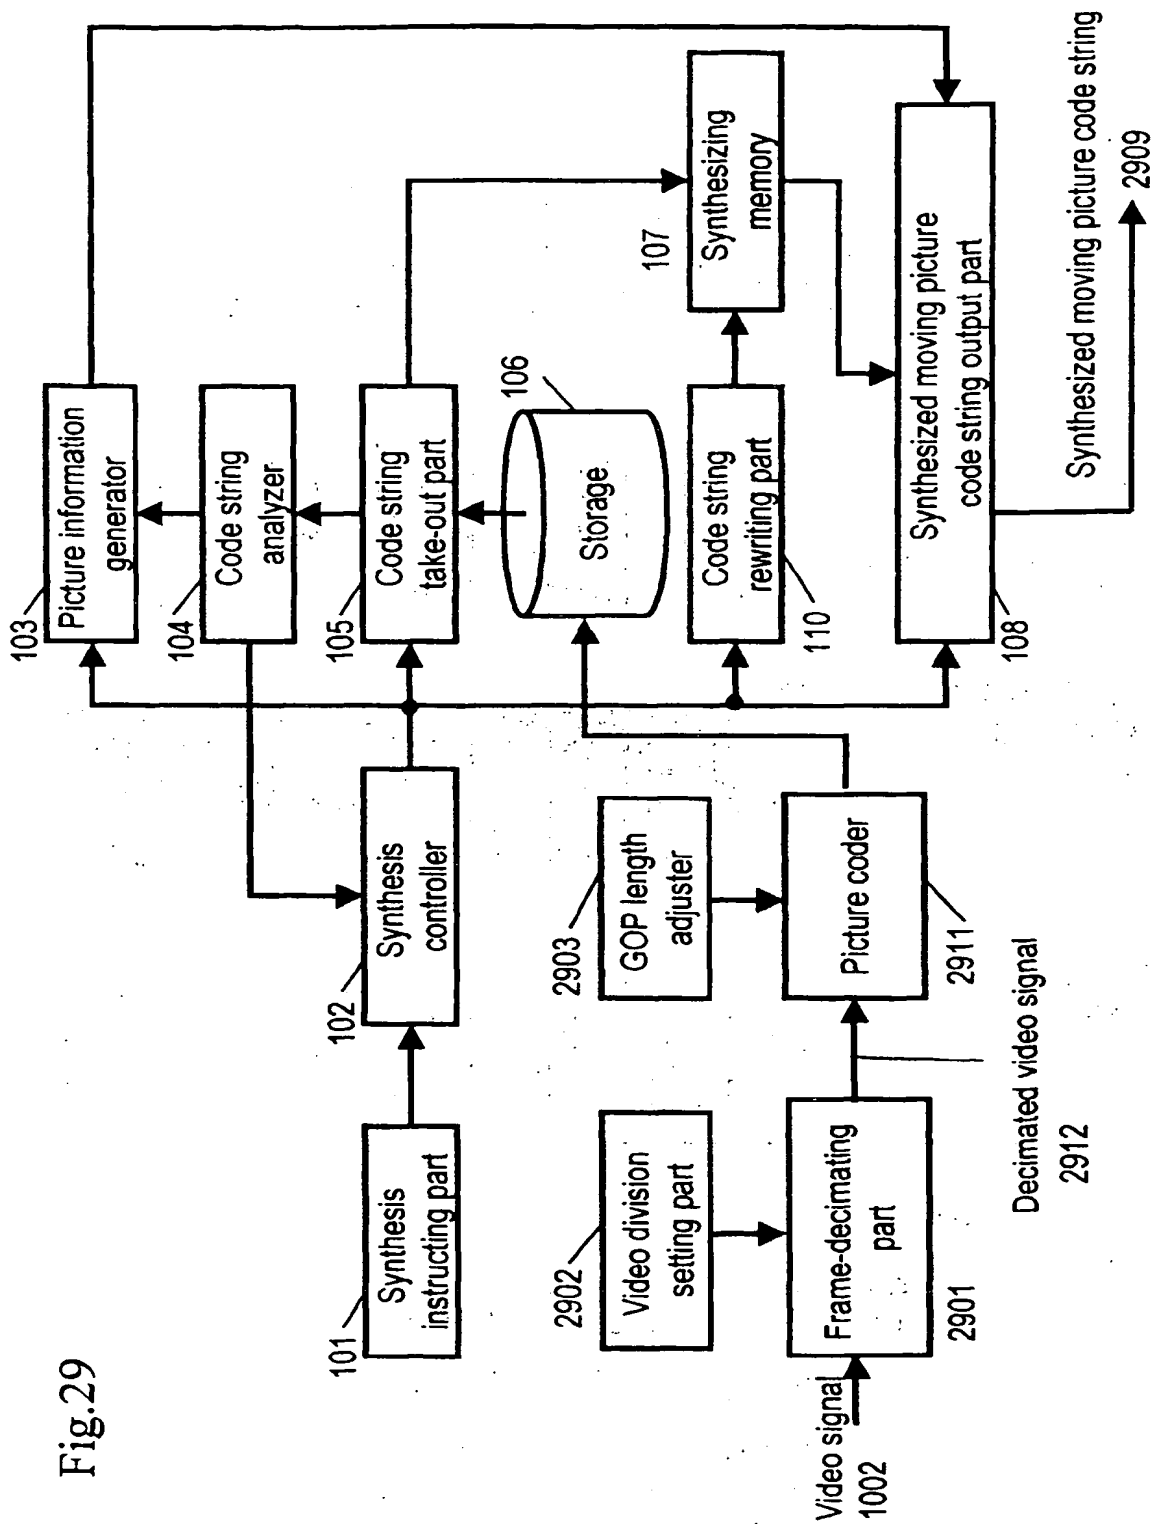 Fig.29
101
Synthesis
instructing part
102
Synthesis
controller
103
Picture information
generator
104
Code string
analyzer
105
Code string
take-out part
106
Storage
107
Synthesizing
memory
Code string
rewriting part
110
Synthesized moving picture
code string output part
108
Synthesized moving picture code string
2909
2902
Video division
setting part
2903
GOP length
adjuster
Video signal
1002
Frame-decimating
part
2901
Picture coder
2911
Decimated video signal
2912